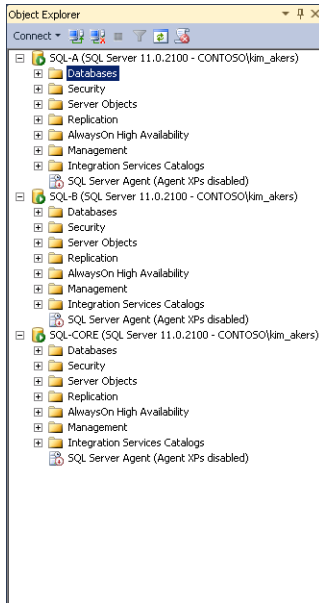 Object Explorer
Connect
SQL-A (SQL Server 11.0.2100 - CONTOSO\kim_akers)
Databases
Security
Server Objects
Replication
AlwaysOn High Availability
Management
Integration Services Catalogs
SQL Server Agent (Agent XPs disabled)
SQL-B (SQL Server 11.0.2100 - CONTOSO\kim_akers)
Databases
Security
Server Objects
Replication
AlwaysOn High Availability
Management
Integration Services Catalogs
SQL Server Agent (Agent XPs disabled)
SQL-CORE (SQL Server 11.0.2100 - CONTOSO\kim_akers)
Databases
Security
Server Objects
Replication
AlwaysOn High Availability
Management
Integration Services Catalogs
SQL Server Agent (Agent XPs disabled)